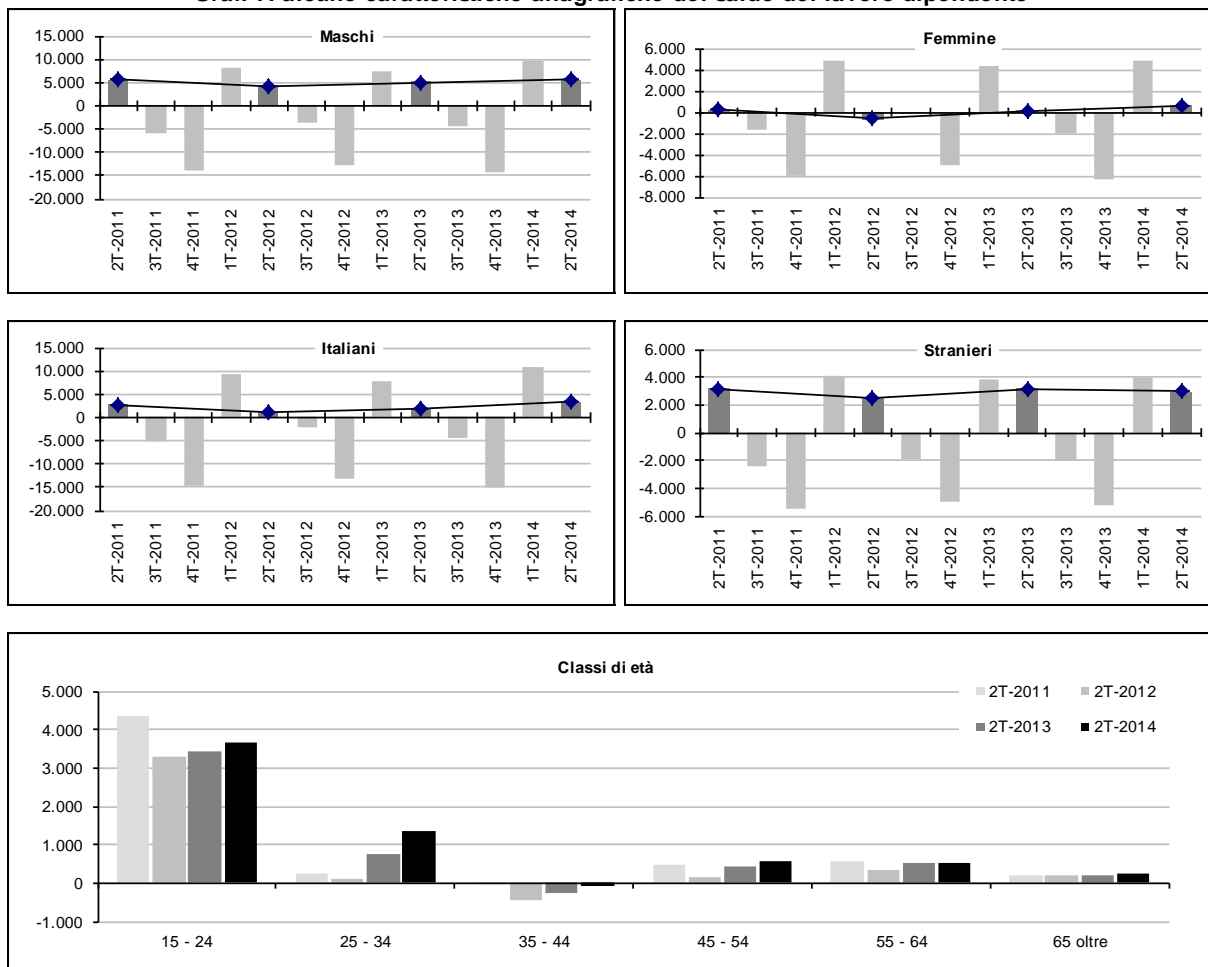 Maschi
15.000
10.000
5.000
0
-5.000
-10.000
-15.000
-20.000
2T-2011
3T-2011
4T-2011
1T-2012
2T-2012
3T-2012
4T-2012
1T-2013
2T-2013
3T-2013
4T-2013
1T-2014
2T-2014
Femmine
6.000
4.000
2.000
0
-2.000
-4.000
-6.000
-8.000
2T-2011
3T-2011
4T-2011
1T-2012
2T-2012
3T-2012
4T-2012
1T-2013
2T-2013
3T-2013
4T-2013
1T-2014
2T-2014
Italiani
15.000
10.000
5.000
0
-5.000
-10.000
-15.000
-20.000
2T-2011
3T-2011
4T-2011
1T-2012
2T-2012
3T-2012
4T-2012
1T-2013
2T-2013
3T-2013
4T-2013
1T-2014
2T-2014
Stranieri
6.000
4.000
2.000
0
-2.000
-4.000
-6.000
2T-2011
3T-2011
4T-2011
1T-2012
2T-2012
3T-2012
4T-2012
1T-2013
2T-2013
3T-2013
4T-2013
1T-2014
2T-2014
Classi di età
5.000
4.000
3.000
2.000
1.000
0
-1.000
2T-2011 2T-2012
2T-2013 2T-2014
15 - 24 25 - 34 35 - 44 45 - 54 55 - 64 65 oltre